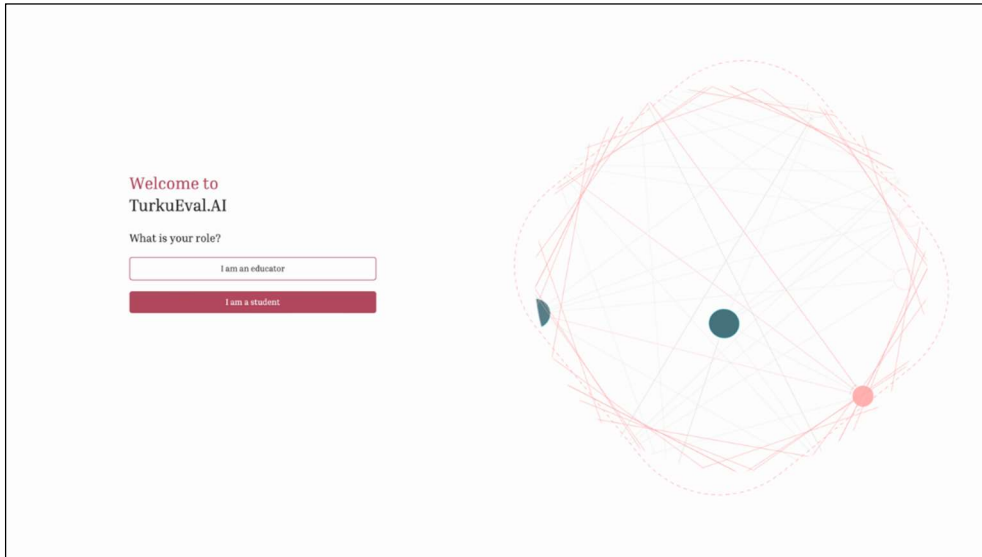 Welcome to
TurkuEval.AI
What is your role?
I am an educator
I am a student